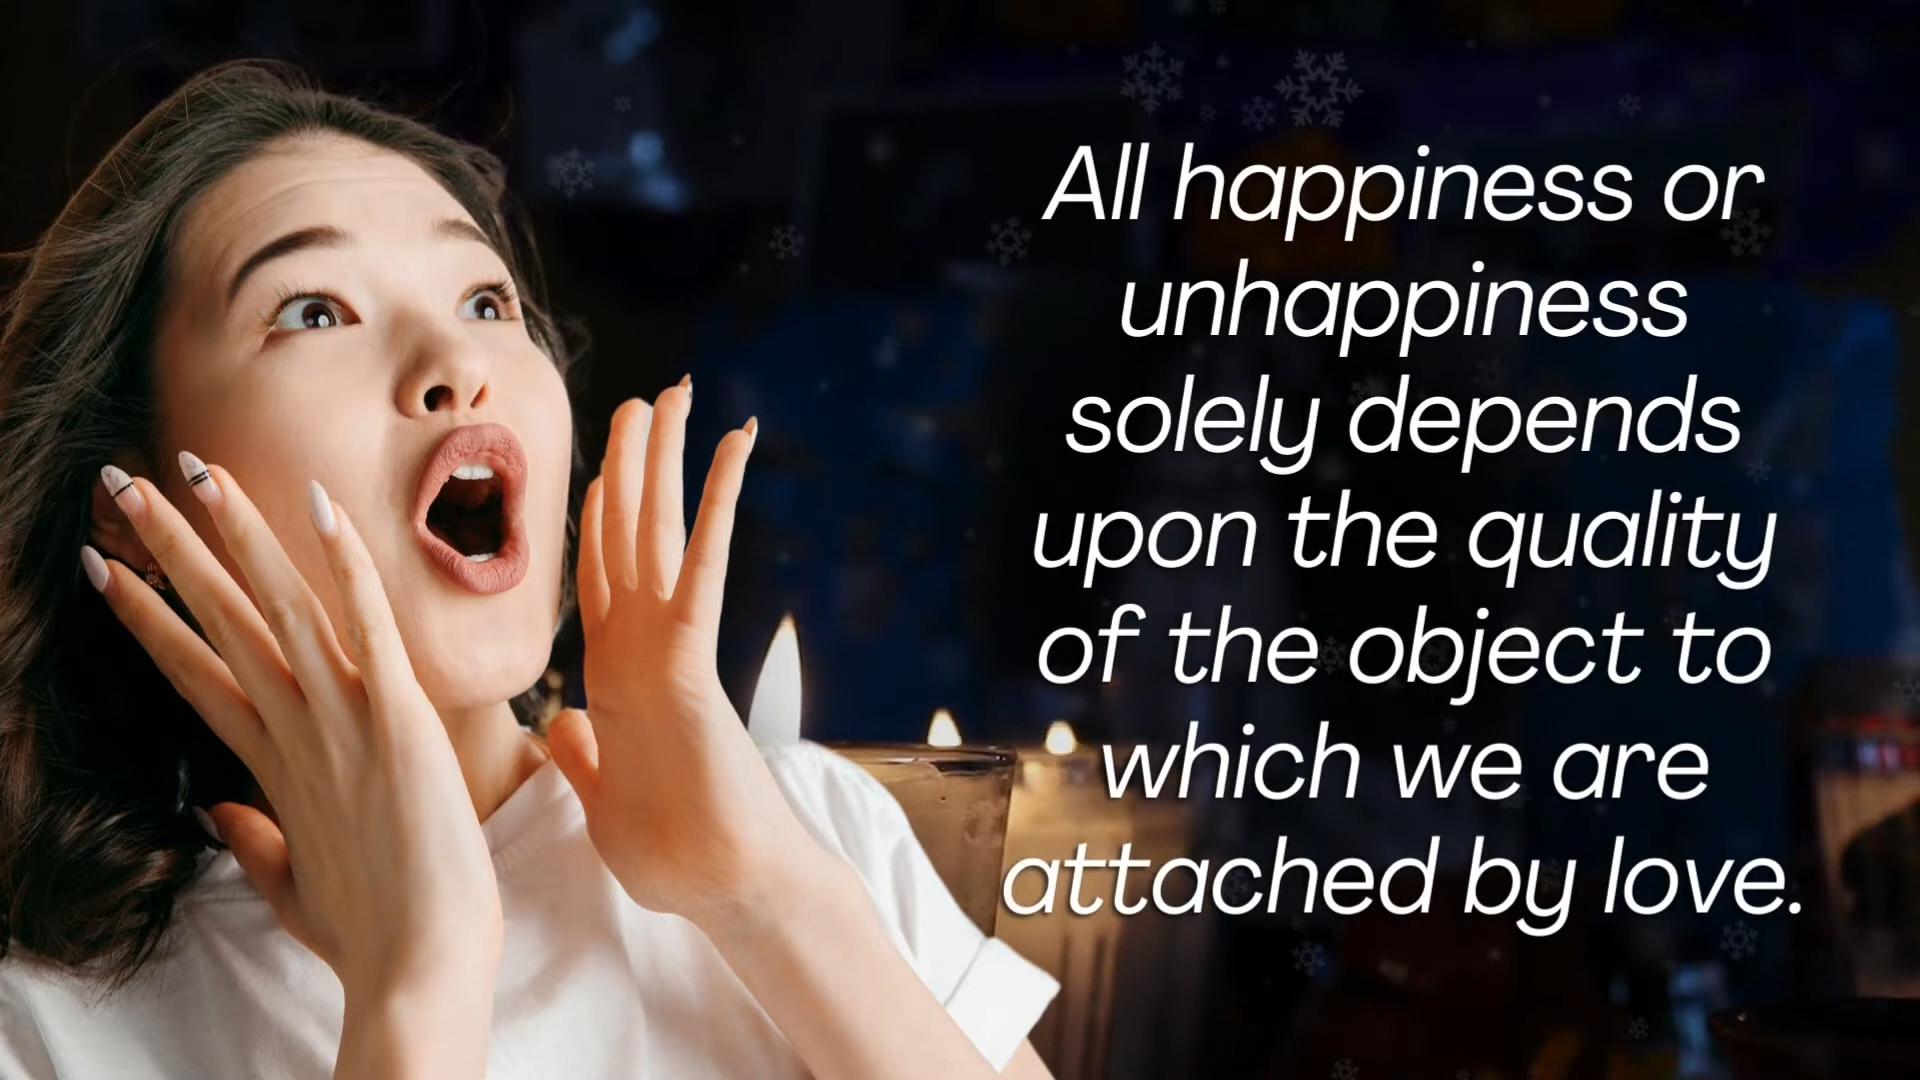 All happiness or
unhappiness
solely depends
upon the quality
of the object to
which we are
attached by love.